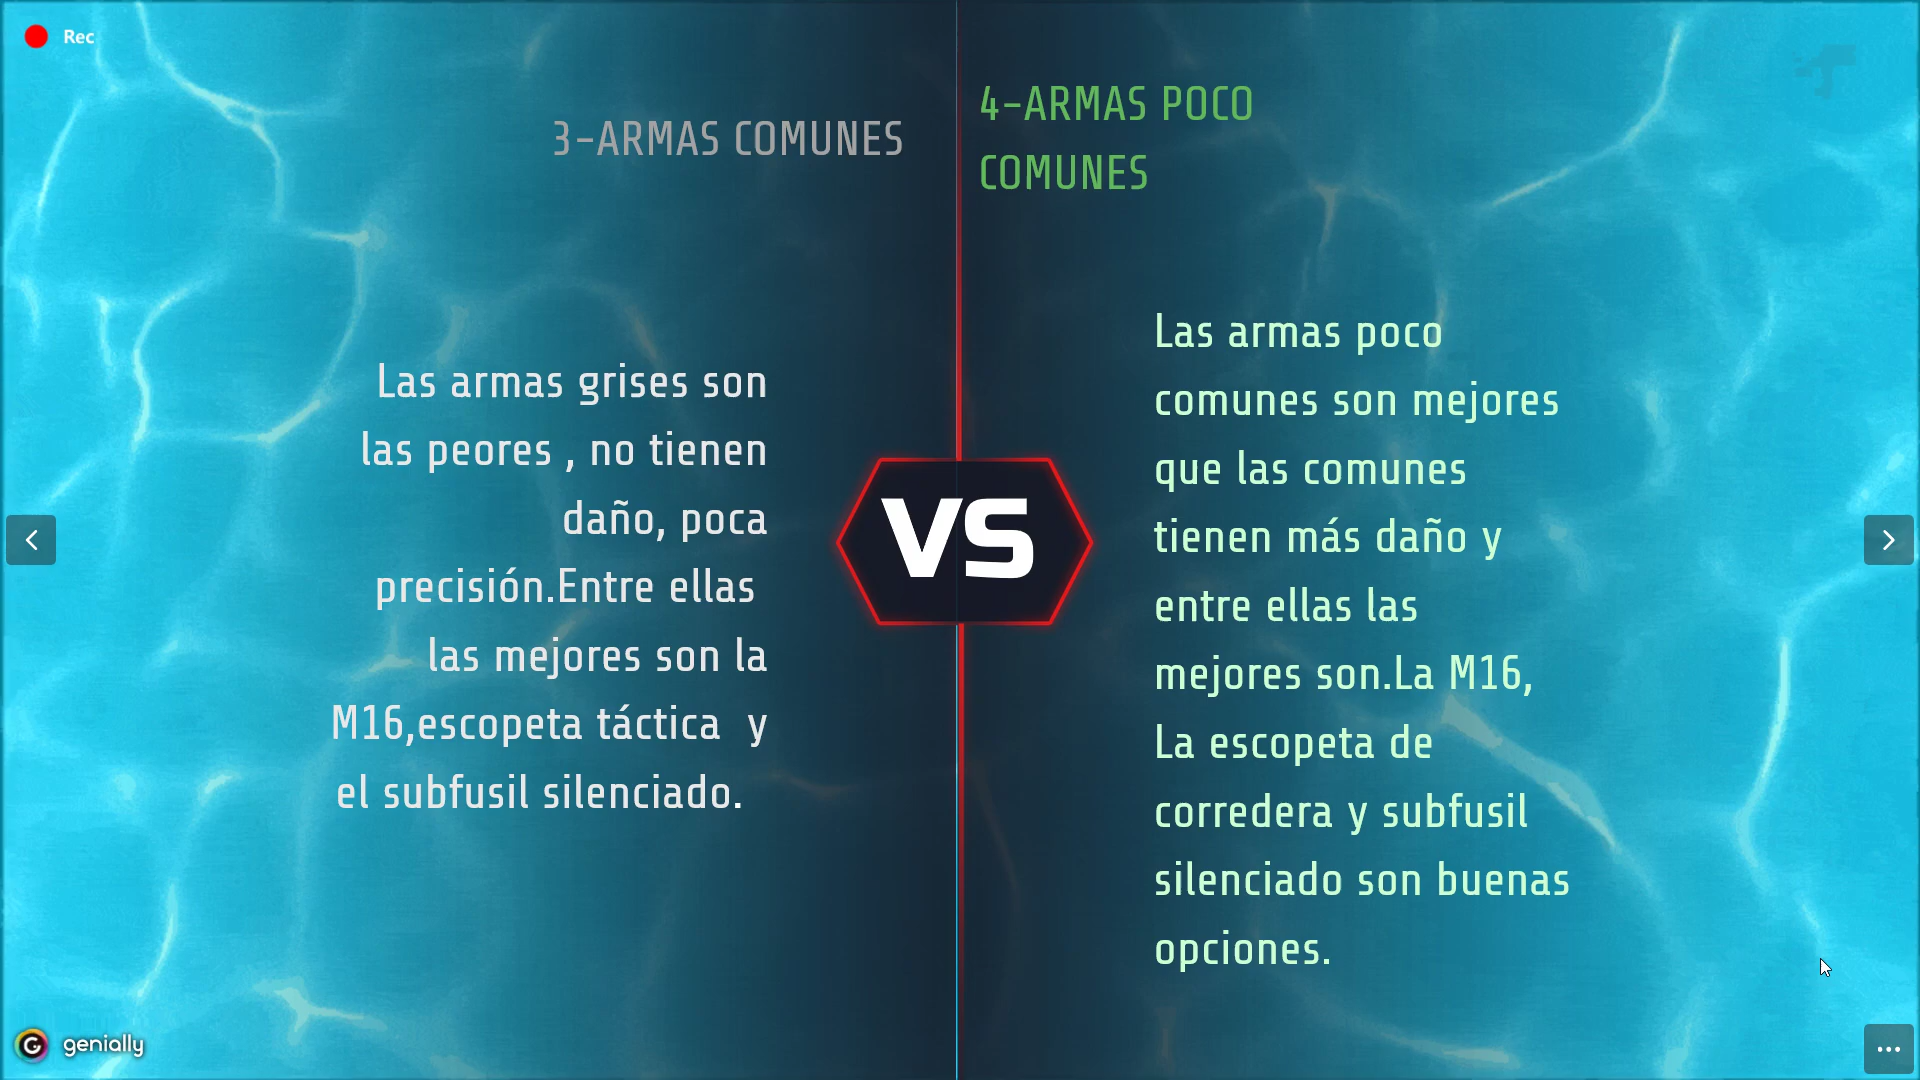 Rec
3-ARMAS COMUNES
Las armas grises son
las peores , no tienen
daño, poca
precisión.Entre ellas
las mejores son la
M16,escopeta táctica  y
el subfusil silenciado.
VS
4-ARMAS POCO
COMUNES
Las armas poco
comunes son mejores
que las comunes
tienen más daño y
entre ellas las
mejores son.La M16,
La escopeta de
corredera y subfusil
silenciado son buenas
opciones.
genially